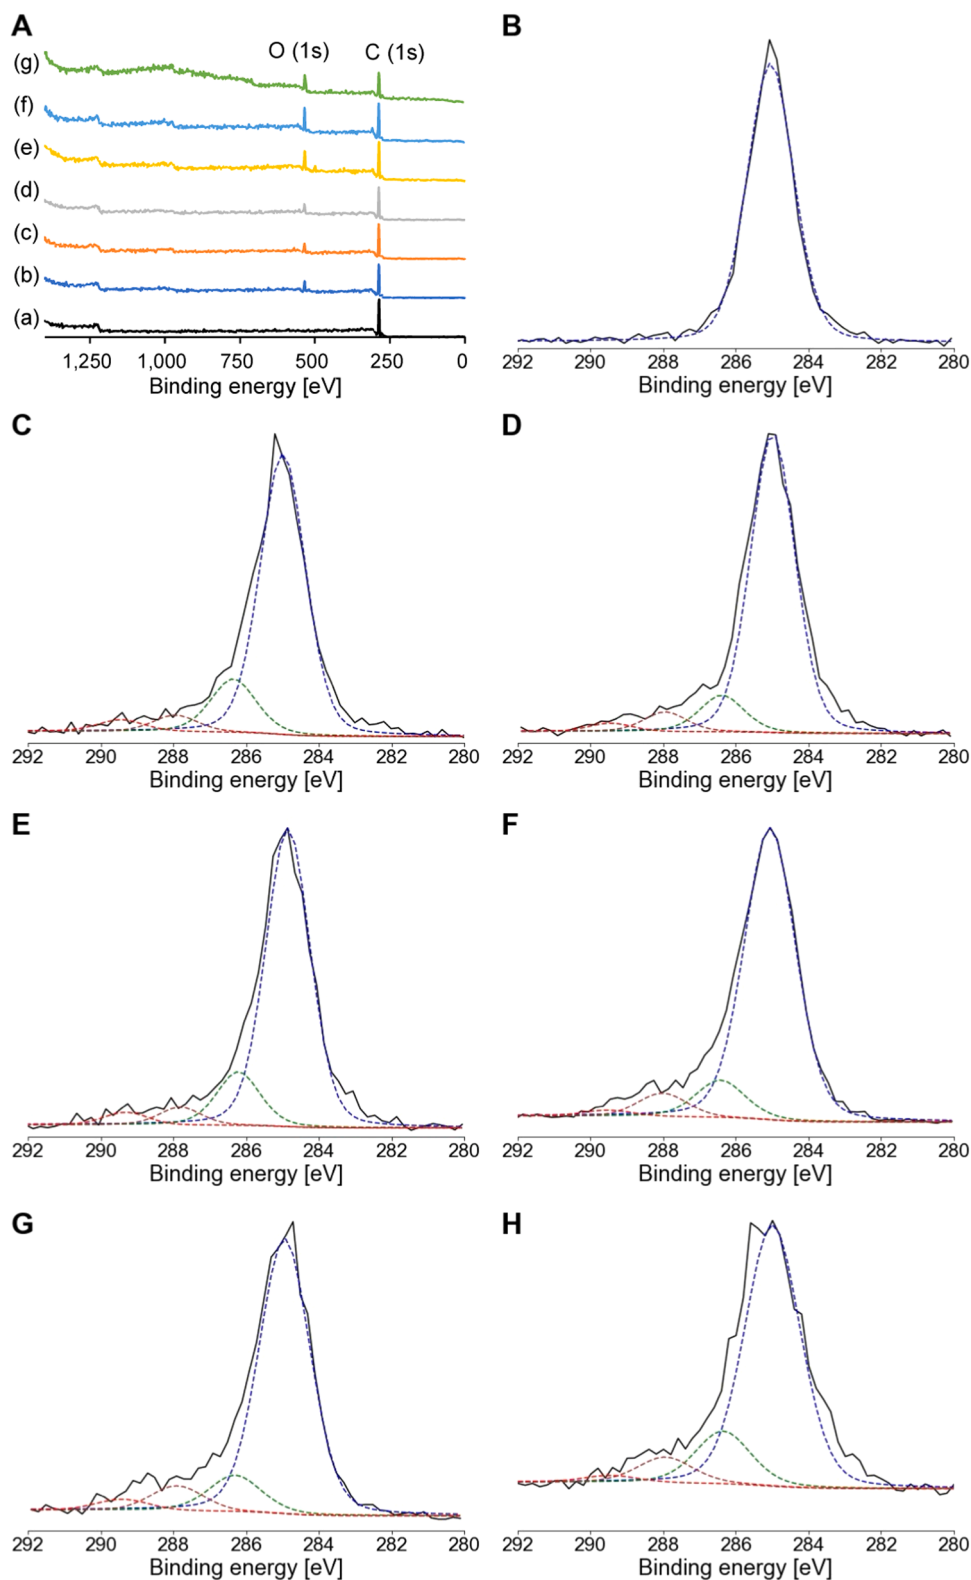 A
B
O (1s)
C (1s)
(g)
(f)
(e)
(d)
(c)
(b)
(a)
1,250 1,000 750 500 250 0
Binding energy [eV]
292 290 288 286 284 282 280
Binding energy [eV]
C
D
292 290 288 286 284 282 280
Binding energy [eV]
292 290 288 286 284 282 280
Binding energy [eV]
E
F
292 290 288 286 284 282 280
Binding energy [eV]
292 290 288 286 284 282 280
Binding energy [eV]
G
H
292 290 288 286 284 282 280
Binding energy [eV]
292 290 288 286 284 282 280
Binding energy [eV]